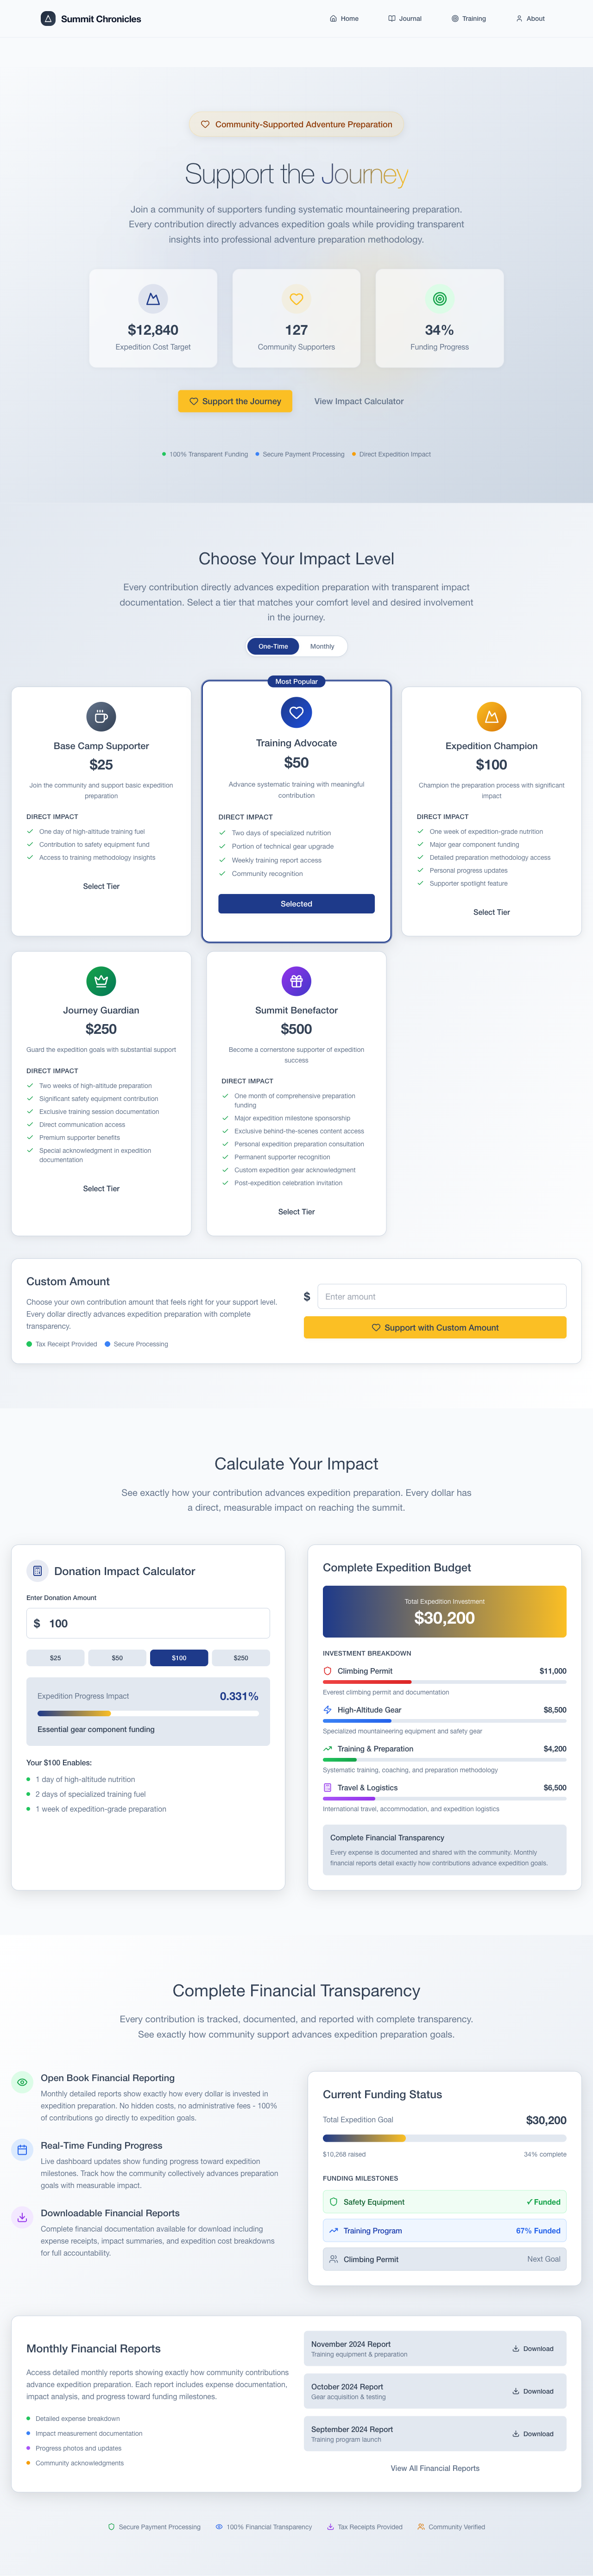 Summit Chronicles
Home
Journal
Training
About
Community-Supported Adventure Preparation
Support the Journey
Join a community of supporters funding systematic mountaineering preparation.
Every contribution directly advances expedition goals while providing transparent
insights into professional adventure preparation methodology.
$12,840
Expedition Cost Target
127
Community Supporters
34%
Funding Progress
Support the Journey
View Impact Calculator
100% Transparent Funding
Secure Payment Processing
Direct Expedition Impact
Choose Your Impact Level
Every contribution directly advances expedition preparation with transparent impact
documentation. Select a tier that matches your comfort level and desired involvement
in the journey.
One-Time
Monthly
Base Camp Supporter
$25
Join the community and support basic expedition
preparation
DIRECT IMPACT
One day of high-altitude training fuel
Contribution to safety equipment fund
Access to training methodology insights
Select Tier
Most Popular
Training Advocate
$50
Advance systematic training with meaningful
contribution
DIRECT IMPACT
Two days of specialized nutrition
Portion of technical gear upgrade
Weekly training report access
Community recognition
Selected
Expedition Champion
$100
Champion the preparation process with significant
impact
DIRECT IMPACT
One week of expedition-grade nutrition
Major gear component funding
Detailed preparation methodology access
Personal progress updates
Supporter spotlight feature
Select Tier
Journey Guardian
$250
Guard the expedition goals with substantial support
DIRECT IMPACT
Two weeks of high-altitude preparation
Significant safety equipment contribution
Exclusive training session documentation
Direct communication access
Premium supporter benefits
Special acknowledgment in expedition
documentation
Select Tier
Summit Benefactor
$500
Become a cornerstone supporter of expedition
success
DIRECT IMPACT
One month of comprehensive preparation
funding
Major expedition milestone sponsorship
Exclusive behind-the-scenes content access
Personal expedition preparation consultation
Permanent supporter recognition
Custom expedition gear acknowledgment
Post-expedition celebration invitation
Select Tier
Custom Amount
Choose your own contribution amount that feels right for your support level.
Every dollar directly advances expedition preparation with complete
transparency.
Tax Receipt Provided
Secure Processing
$
Enter amount
Support with Custom Amount
Calculate Your Impact
See exactly how your contribution advances expedition preparation. Every dollar has
a direct, measurable impact on reaching the summit.
Donation Impact Calculator
Enter Donation Amount
$ 100
$25
$50
$100
$250
Expedition Progress Impact
0.331%
Essential gear component funding
Your $100 Enables:
1 day of high-altitude nutrition
2 days of specialized training fuel
1 week of expedition-grade preparation
Complete Expedition Budget
Total Expedition Investment
$30,200
INVESTMENT BREAKDOWN
Climbing Permit
$11,000
Everest climbing permit and documentation
High-Altitude Gear
$8,500
Specialized mountaineering equipment and safety gear
Training & Preparation
$4,200
Systematic training, coaching, and preparation methodology
Travel & Logistics
$6,500
International travel, accommodation, and expedition logistics
Complete Financial Transparency
Every expense is documented and shared with the community. Monthly
financial reports detail exactly how contributions advance expedition goals.
Complete Financial Transparency
Every contribution is tracked, documented, and reported with complete transparency.
See exactly how community support advances expedition preparation goals.
Open Book Financial Reporting
Monthly detailed reports show exactly how every dollar is invested in
expedition preparation. No hidden costs, no administrative fees - 100%
of contributions go directly to expedition goals.
Real-Time Funding Progress
Live dashboard updates show funding progress toward expedition
milestones. Track how the community collectively advances preparation
goals with measurable impact.
Downloadable Financial Reports
Complete financial documentation available for download including
expense receipts, impact summaries, and expedition cost breakdowns
for full accountability.
Current Funding Status
Total Expedition Goal
$30,200
$10,268 raised
34% complete
FUNDING MILESTONES
Safety Equipment
✓ Funded
Training Program
67% Funded
Climbing Permit
Next Goal
Monthly Financial Reports
Access detailed monthly reports showing exactly how community contributions
advance expedition preparation. Each report includes expense documentation,
impact analysis, and progress toward funding milestones.
Detailed expense breakdown
Impact measurement documentation
Progress photos and updates
Community acknowledgments
November 2024 Report
Training equipment & preparation
Download
October 2024 Report
Gear acquisition & testing
Download
September 2024 Report
Training program launch
Download
View All Financial Reports
Secure Payment Processing
100% Financial Transparency
Tax Receipts Provided
Community Verified